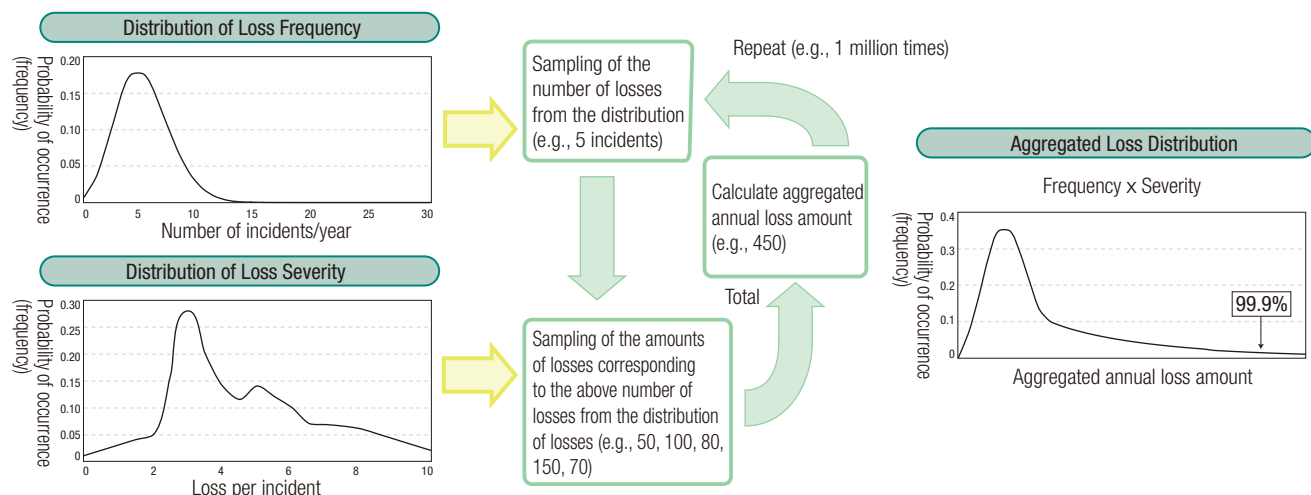 Distribution of Loss Frequency
Probability of occurrence
(frequency)
0.20
0.15
0.10
0.05
0
0 5 10 15 20 25 30
Number of incidents/year
Distribution of Loss Severity
Probability of occurrence
(frequency)
0.30
0.25
0.20
0.15
0.10
0.05
0
0 2 4 6 8 10
Loss per incident
Sampling of the
number of losses
from the distribution
(e.g., 5 incidents)
Repeat (e.g., 1 million times)
Calculate aggregated
annual loss amount
(e.g., 450)
Total
Sampling of the amounts
of losses corresponding
to the above number of
losses from the distribution
of losses (e.g., 50, 100, 80,
150, 70)
Aggregated Loss Distribution
Frequency x Severity
Probability of occurrence
(frequency)
0.4
0.3
0.2
0.1
0
99.9%
Aggregated annual loss amount